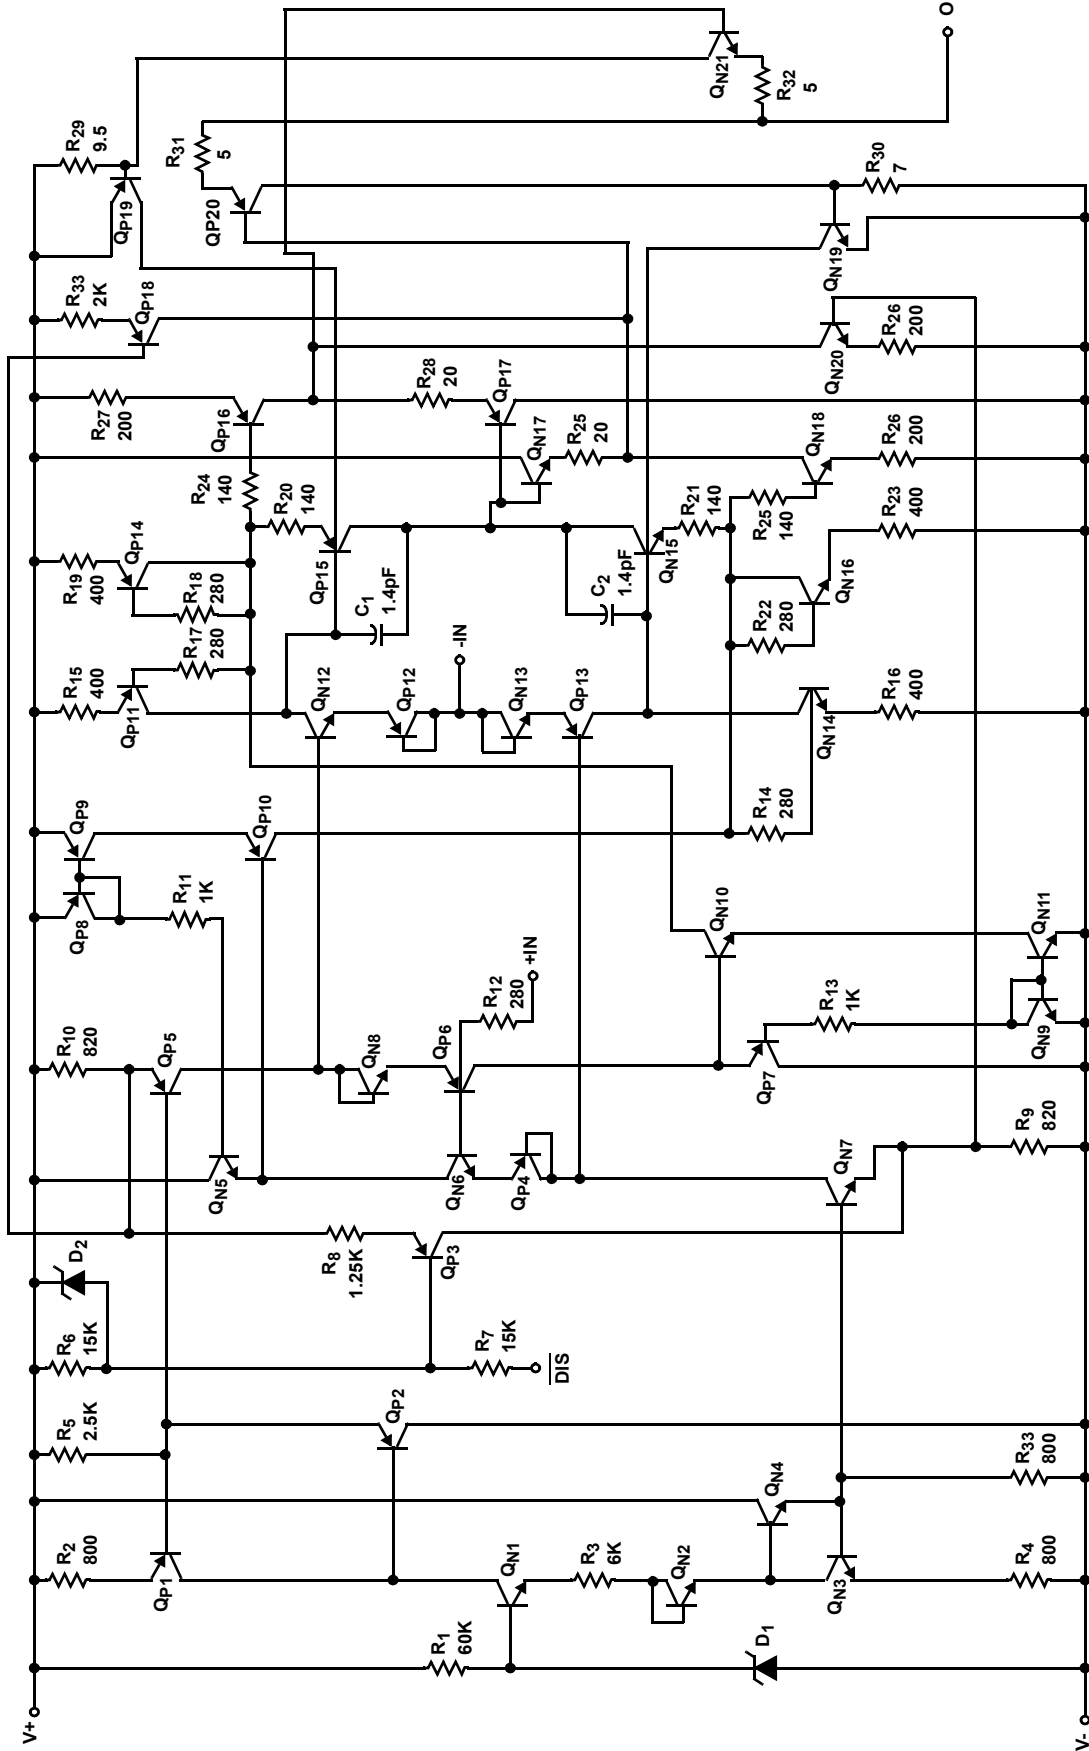 V+
R1
60K
D1
V-
R2
800
QP1
QN1
R3
6K
QN2
QN3
R4
800
R5
2.5K
QP2
QN4
R33
800
R6
15K
D2
R7
15K
DIS
R8
1.25K
QP3
QN5
QN6
QP4
QN7
R9
820
R10
820
QP5
QN8
QP6
R12
280
+IN
QP7
R13
1K
QN9
QN11
QN10
QP8
QP9
R11
1K
QP10
R14
280
R15
400
QP11
R17
280
R18
280
QN12
QP12
-IN
QN13
QP13
QN14
R16
400
R19
400
QP14
C1
1.4pF
C2
1.4pF
R22
280
QN16
R23
400
R24
140
R20
140
QP15
QN15
R21
140
R25
140
QN18
R26
200
R27
200
QP16
R28
20
QP17
QN17
R25
20
R33
2K
QP18
QN20
R26
200
R29
9.5
QP19
QN19
R30
7
R31
5
QP20
QN21
R32
5
O